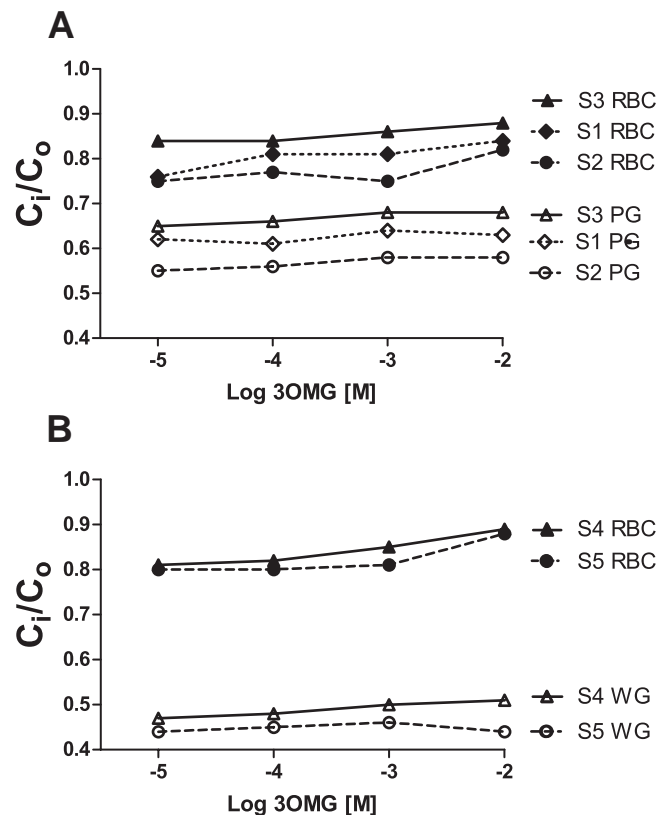 A
1.0
0.9
0.8
0.7
0.6
0.5
0.4
Ci/Co
-5 -4 -3 -2
Log 3OMG [M]
S3 RBC
S1 RBC
S2 RBC
S3 PG
S1 PG
S2 PG
B
1.0
0.9
0.8
0.7
0.6
0.5
0.4
Ci/Co
-5 -4 -3 -2
Log 3OMG [M]
S4 RBC
S5 RBC
S4 WG
S5 WG